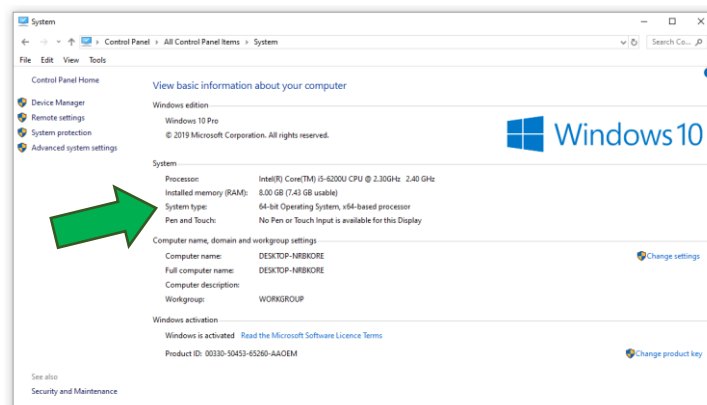 System
Control Panel > All Control Panel Items > System
Search Co...
File Edit View Tools
Control Panel Home
Device Manager
Remote settings
System protection
Advanced system settings
View basic information about your computer
Windows edition
Windows 10 Pro
© 2019 Microsoft Corporation. All rights reserved.
Windows 10
System
Processor: Intel(R) Core(TM) i5-6200U CPU @ 2.30GHz 2.40 GHz
Installed memory (RAM): 8.00 GB (7.43 GB usable)
System type: 64-bit Operating System, x64-based processor
Pen and Touch: No Pen or Touch Input is available for this Display
Computer name, domain and workgroup settings
Computer name: DESKTOP-NRBKORE
Change settings
Full computer name: DESKTOP-NRBKORE
Computer description:
Workgroup: WORKGROUP
Windows activation
Windows is activated Read the Microsoft Software Licence Terms
Product ID: 00330-50453-65260-AAOEM
Change product key
See also
Security and Maintenance